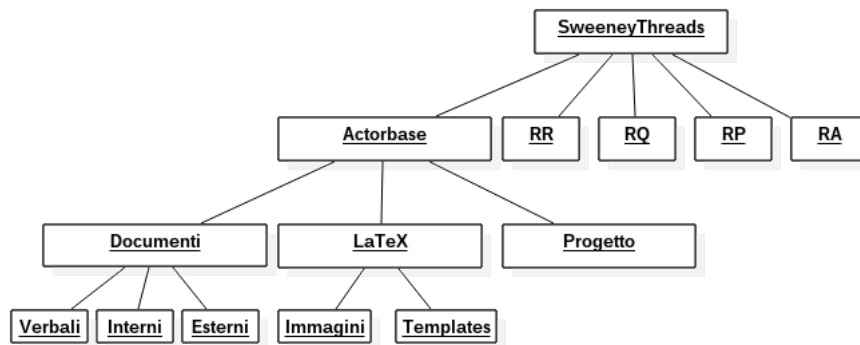 SweeneyThreads
Actorbase
RR
RQ
RP
RA
Documenti
LaTeX
Progetto
Verbali
Interni
Esterni
Immagini
Templates